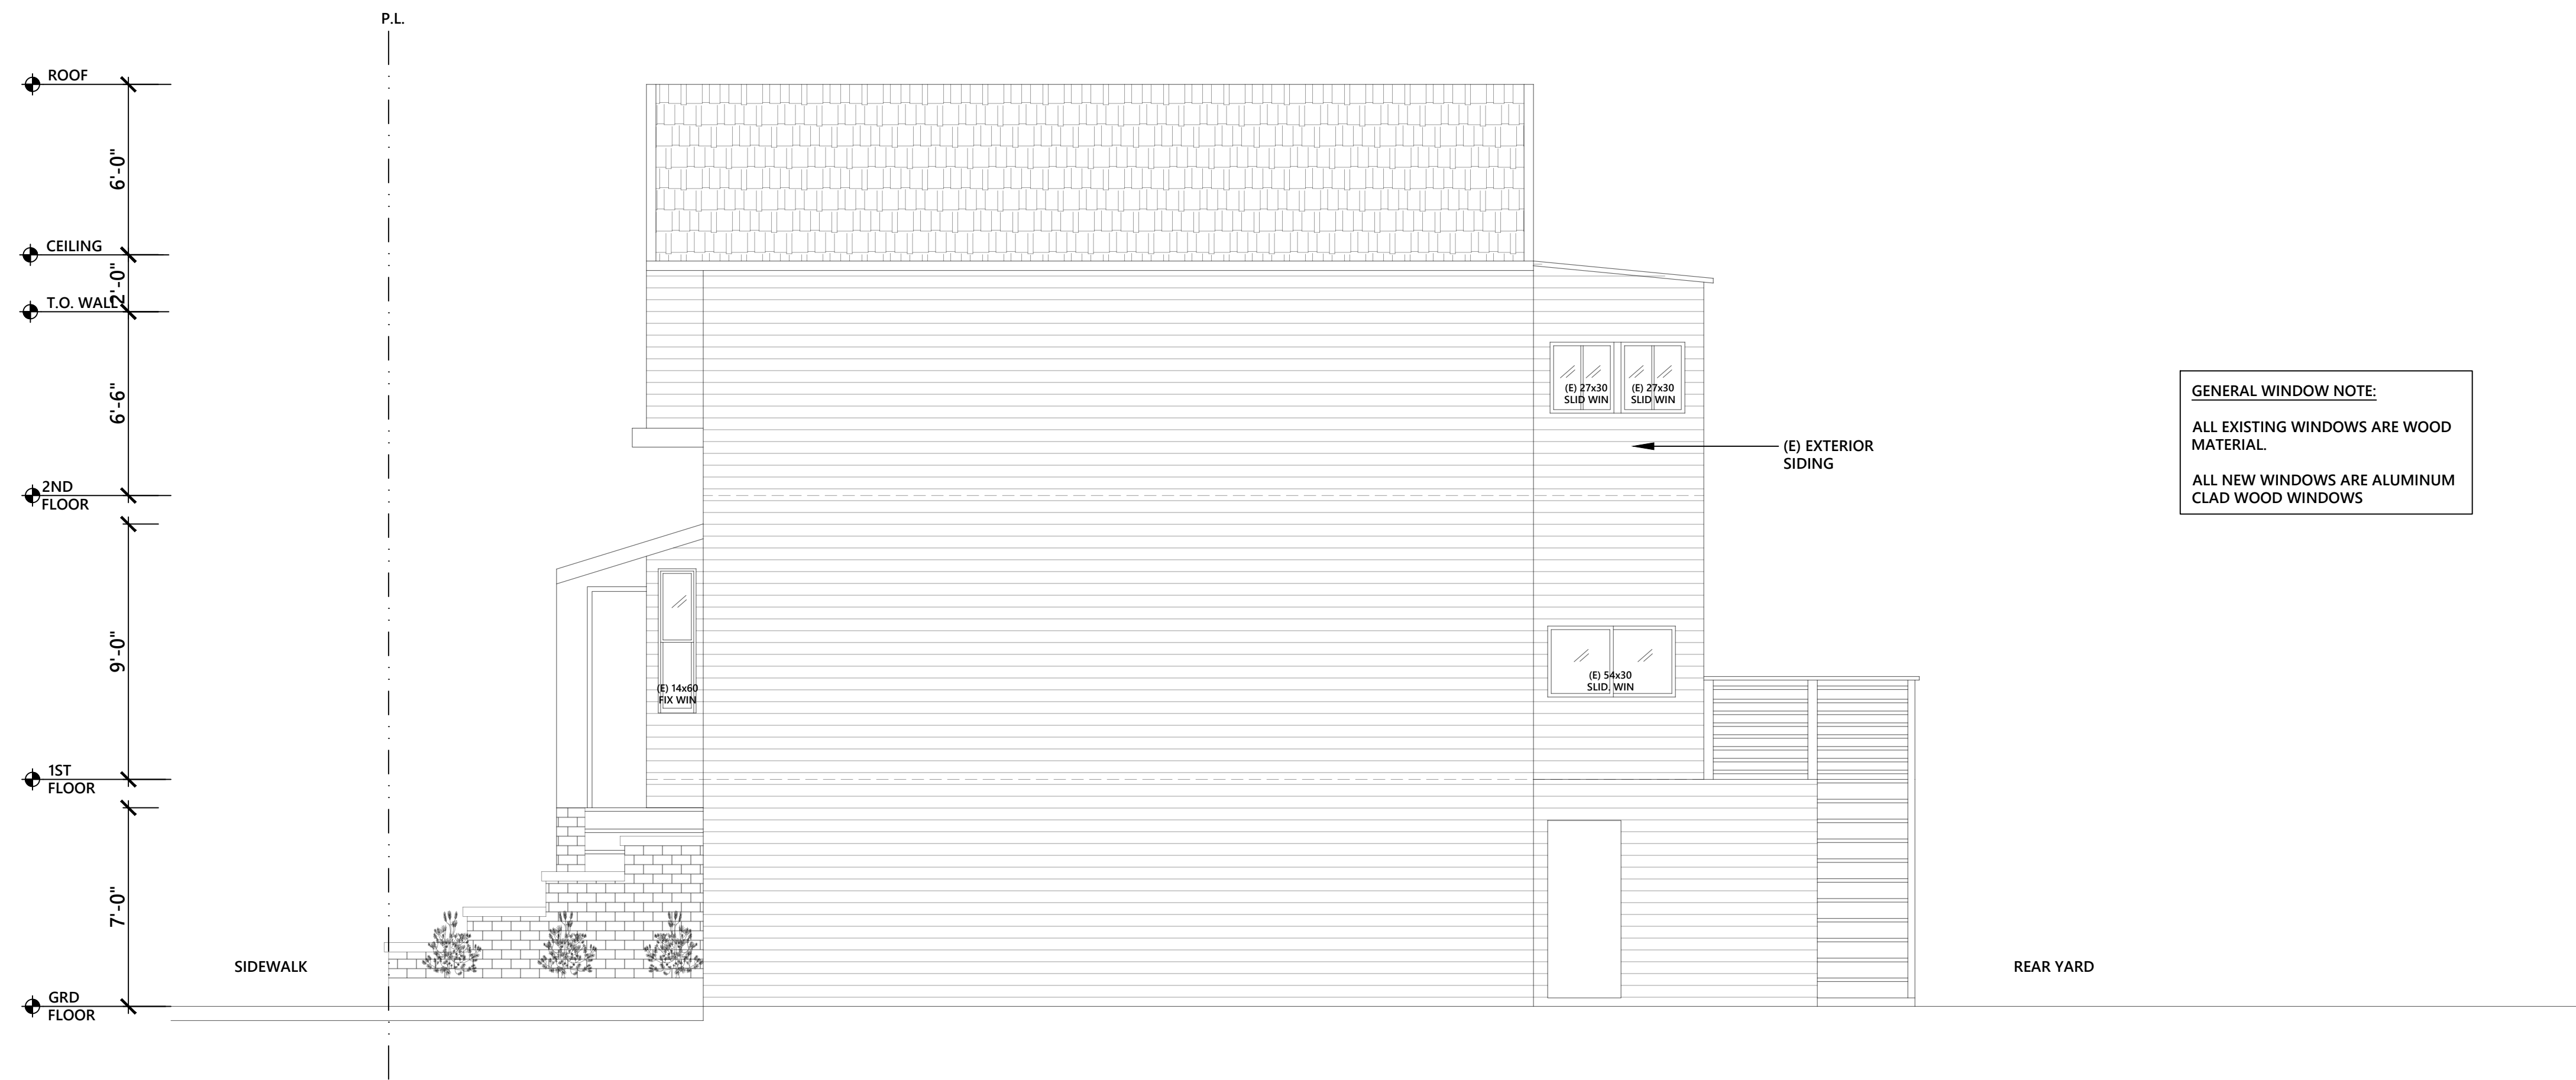 P.L.
ROOF
6'-0"
CEILING
2'-0"
T.O. WALL
6'-6"
2ND
FLOOR
9'-0"
1ST
FLOOR
7'-0"
GRD
FLOOR
SIDEWALK
(E) 14x60
FIX WIN
(E) 27x30
SLID WIN
(E) 27x30
SLID WIN
(E) EXTERIOR
SIDING
(E) 54x30
SLID. WIN
REAR YARD
GENERAL WINDOW NOTE:
ALL EXISTING WINDOWS ARE WOOD
MATERIAL.
ALL NEW WINDOWS ARE ALUMINUM
CLAD WOOD WINDOWS